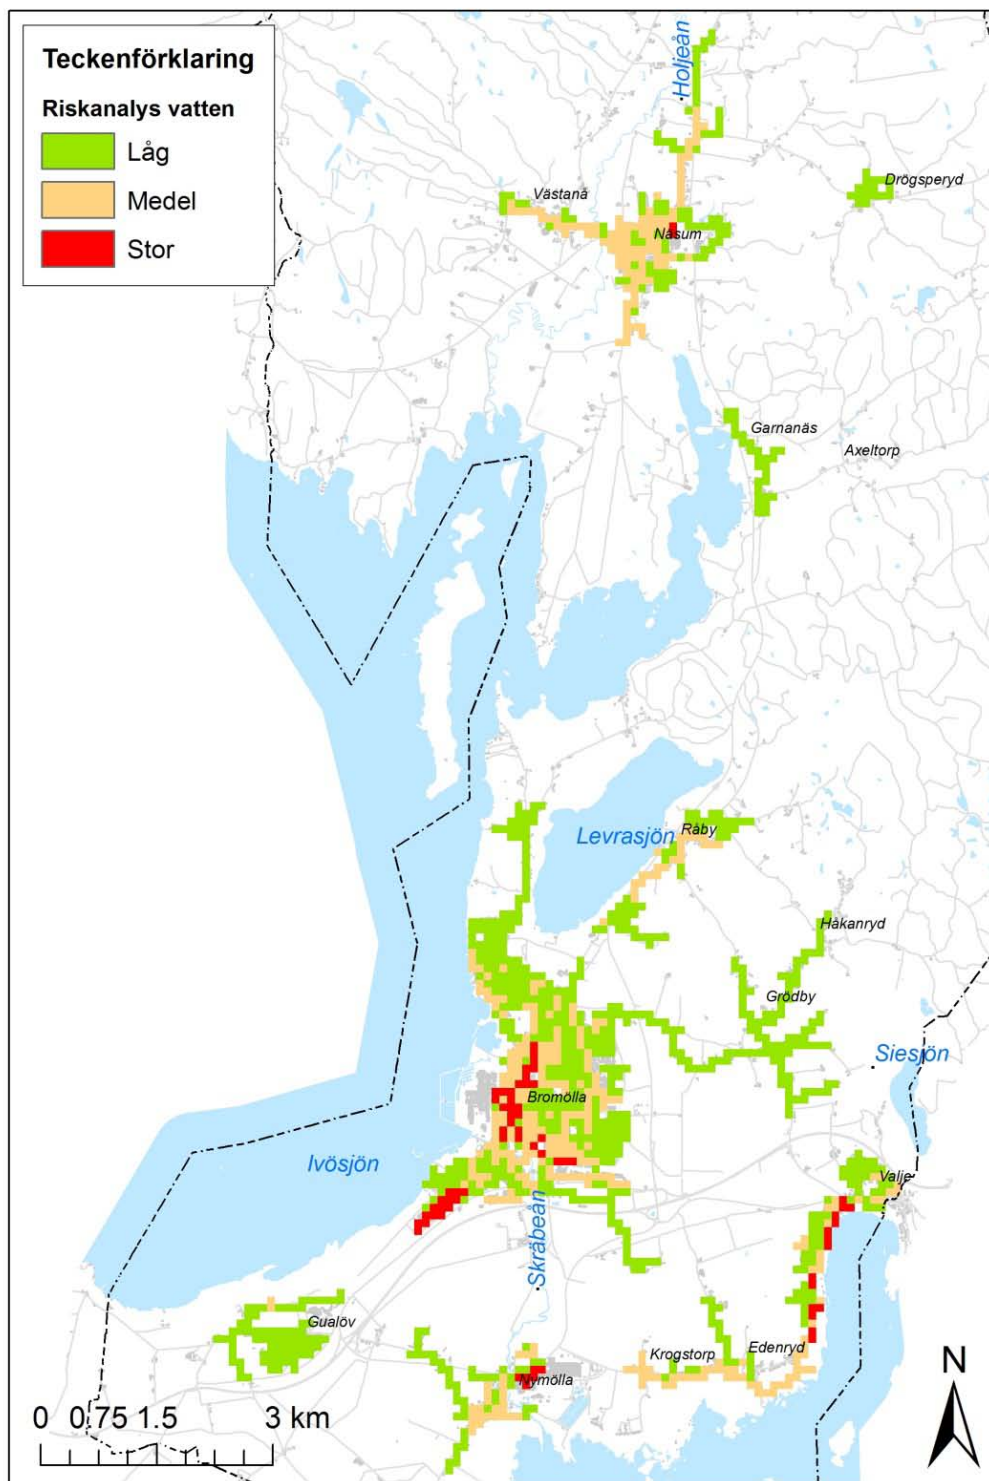 Teckenförklaring
Riskanalys vatten
Låg
Medel
Stor
Holjeån
Drögsperyd
Västanå
Näsum
Garnanäs
Axeltorp
Levrasjön
Råby
Håkanryd
Grödby
Siesjön
Bromölla
Ivösjön
Valje
Skräbeån
Gualöv
Krogstorp
Edenryd
Nymölla
N
0 0.75 1.5 3 km